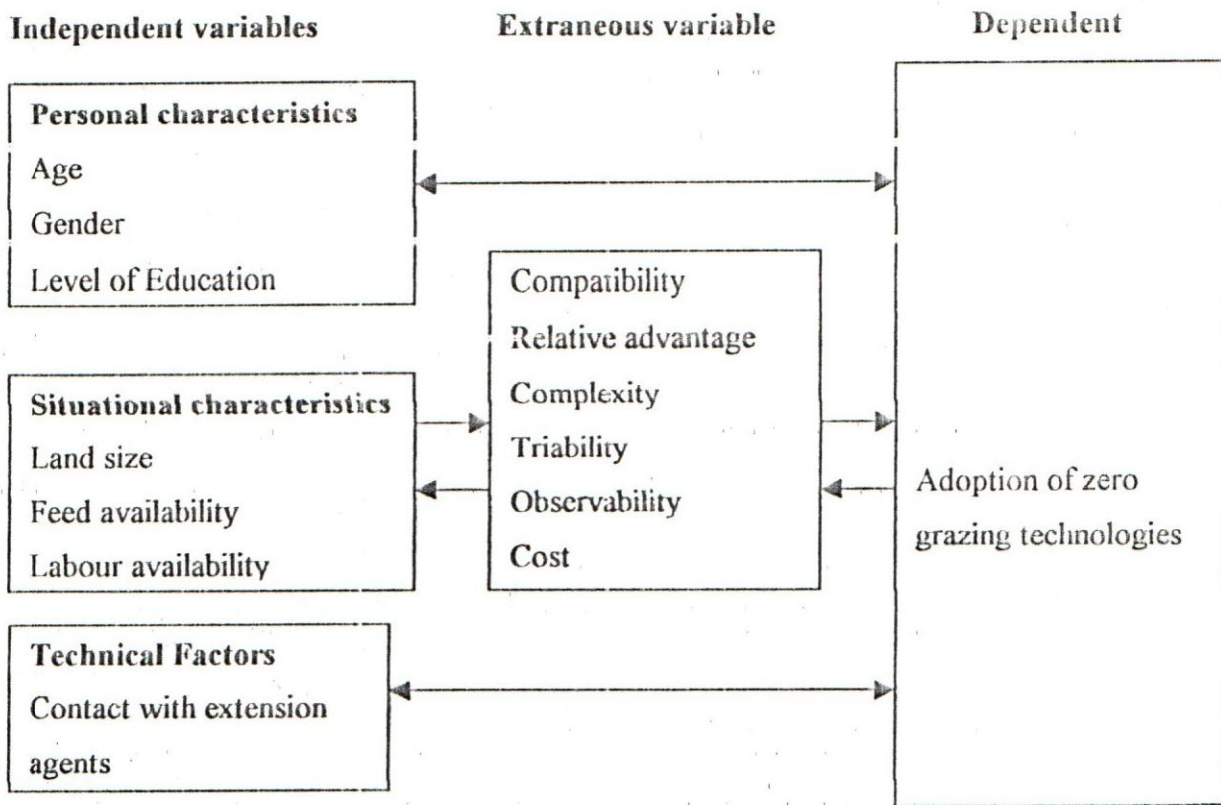 Independent variables
Extraneous variable
Dependent
Personal characteristics
Age
Gender
Level of Education
Situational characteristics
Land size
Feed availability
Labour availability
Technical Factors
Contact with extension
agents
Compatibility
Relative advantage
Complexity
Triability
Observability
Cost
Adoption of zero
grazing technologies